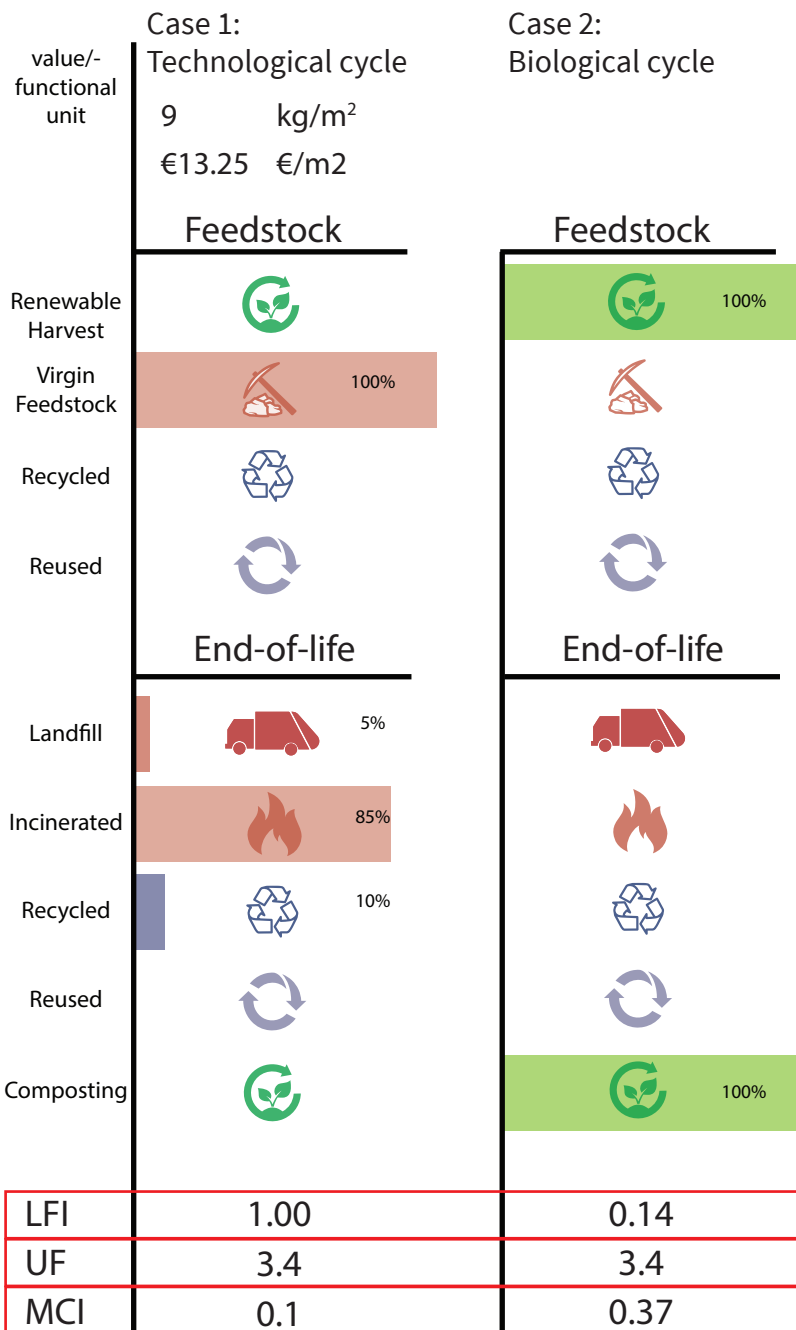 Case 1:
Technological cycle
Case 2:
Biological cycle
value/-
functional
unit
9 kg/m²
€13.25 €/m2
Feedstock
Feedstock
Renewable
Harvest
100%
Virgin
Feedstock
100%
Recycled
Reused
End-of-life
End-of-life
Landfill
5%
Incinerated
85%
Recycled
10%
Reused
Composting
100%
LFI 1.00 0.14
UF 3.4 3.4
MCI 0.1 0.37